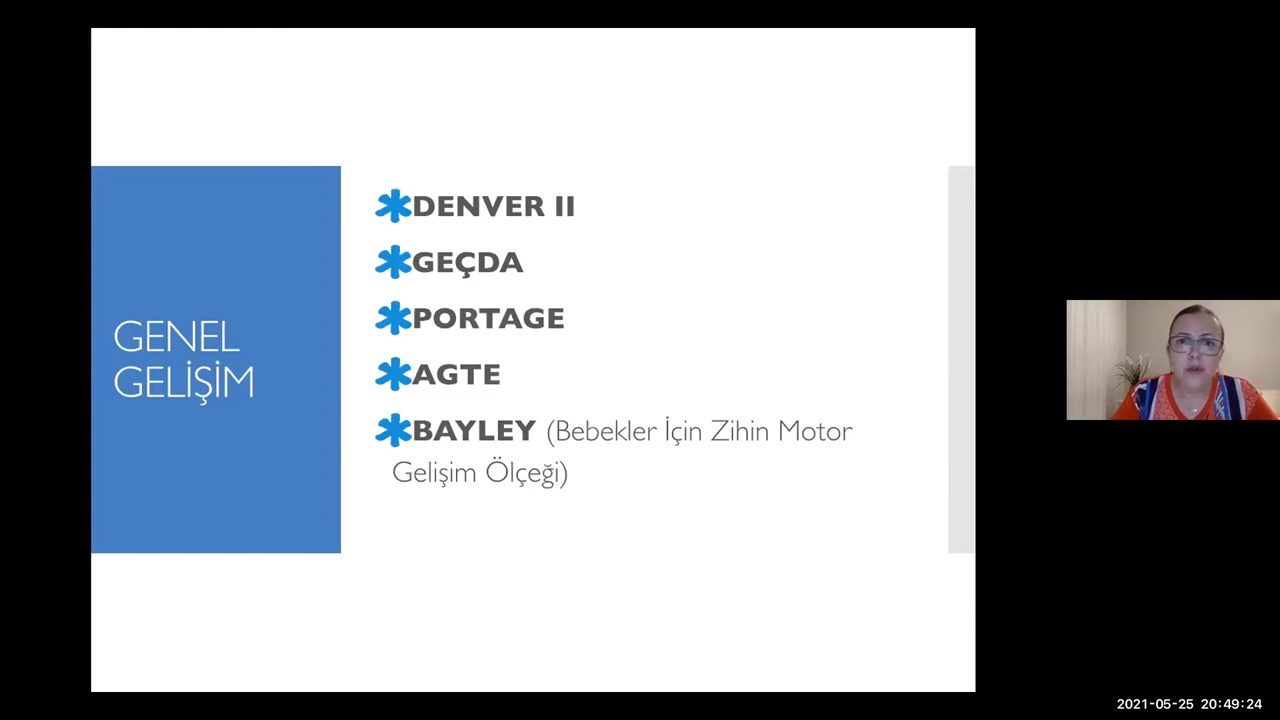 GENEL
GELİŞİM
DENVER II
GEÇDA
PORTAGE
AGTE
BAYLEY (Bebekler İçin Zihin Motor
Gelişim Ölçeği)
2021-05-25 20:49:24